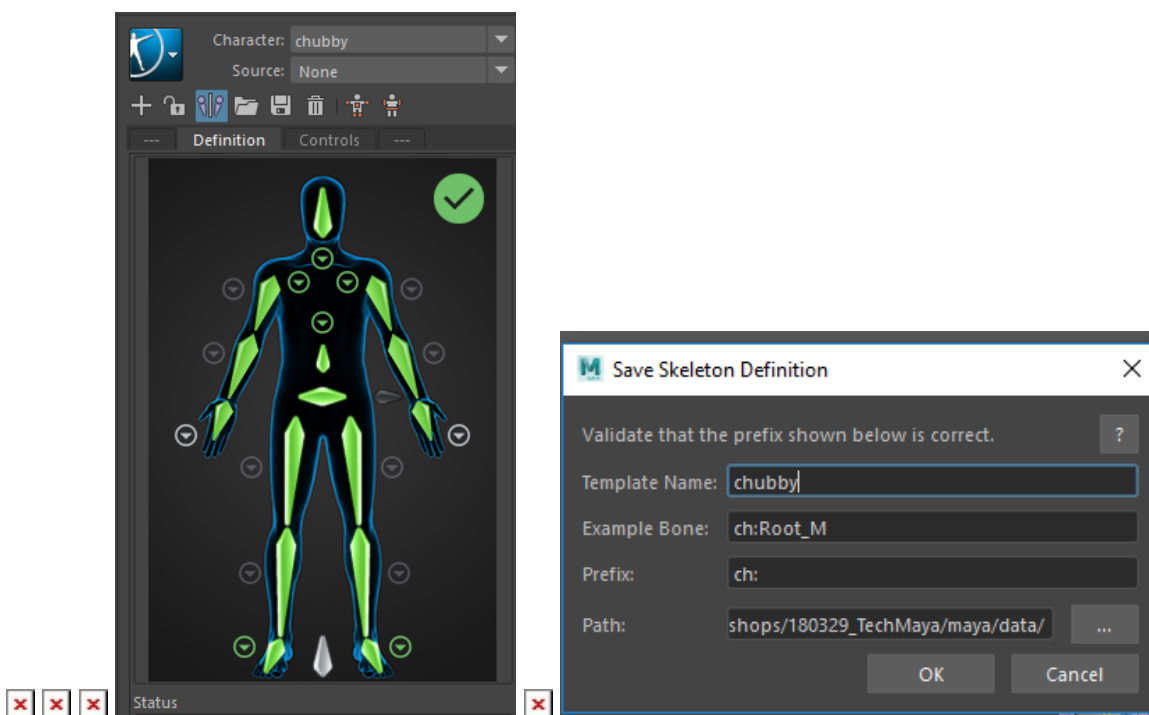 Character: chubby
Source: None
--- Definition Controls ---
Status
Save Skeleton Definition
Validate that the prefix shown below is correct. ?
Template Name: chubby
Example Bone: ch:Root_M
Prefix: ch:
Path: shops/180329_TechMaya/maya/data/ ...
OK Cancel